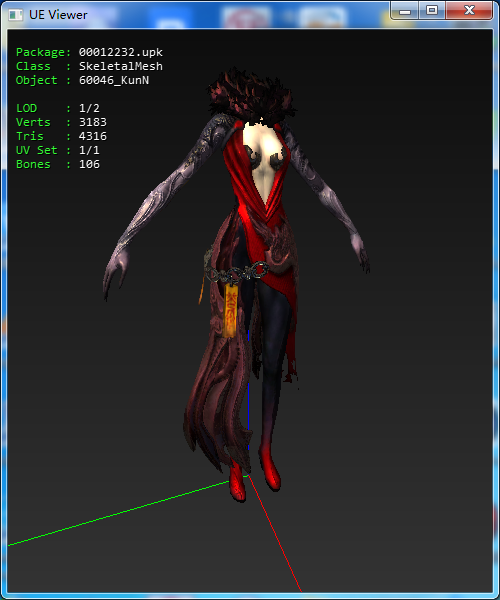 UE Viewer
Package: 00012232.upk
Class : SkeletalMesh
Object : 60046_KunN
LOD : 1/2
Verts : 3183
Tris : 4316
UV Set : 1/1
Bones : 106